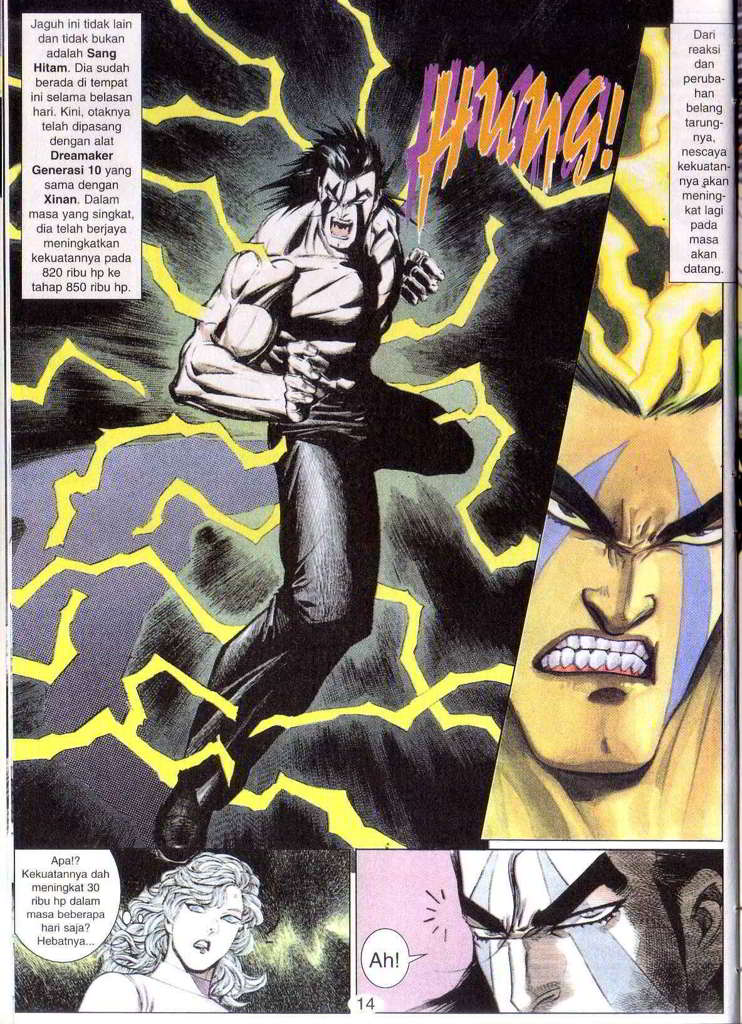 Jaguh ini tidak lain
dan tidak bukan
adalah Sang
Hitam. Dia sudah
berada di tempat
ini selama belasan
hari. Kini, otaknya
telah dipasang
dengan alat
Dreamaker
Generasi 10 yang
sama dengan
Xinan. Dalam
masa yang singkat,
dia telah berjaya
meningkatkan
kekuatannya pada
820 ribu hp ke
tahap 850 ribu hp.
HUNG!
Dari
reaksi
dan
peruba-
han
belang
tarung-
nya,
nescaya
kekuatan-
nya akan
mening-
kat lagi
pada
masa
akan
datang.
Apa!?
Kekuatannya dah
meningkat 30
ribu hp dalam
masa beberapa
hari saja?
Hebatnya...
Ah!
14